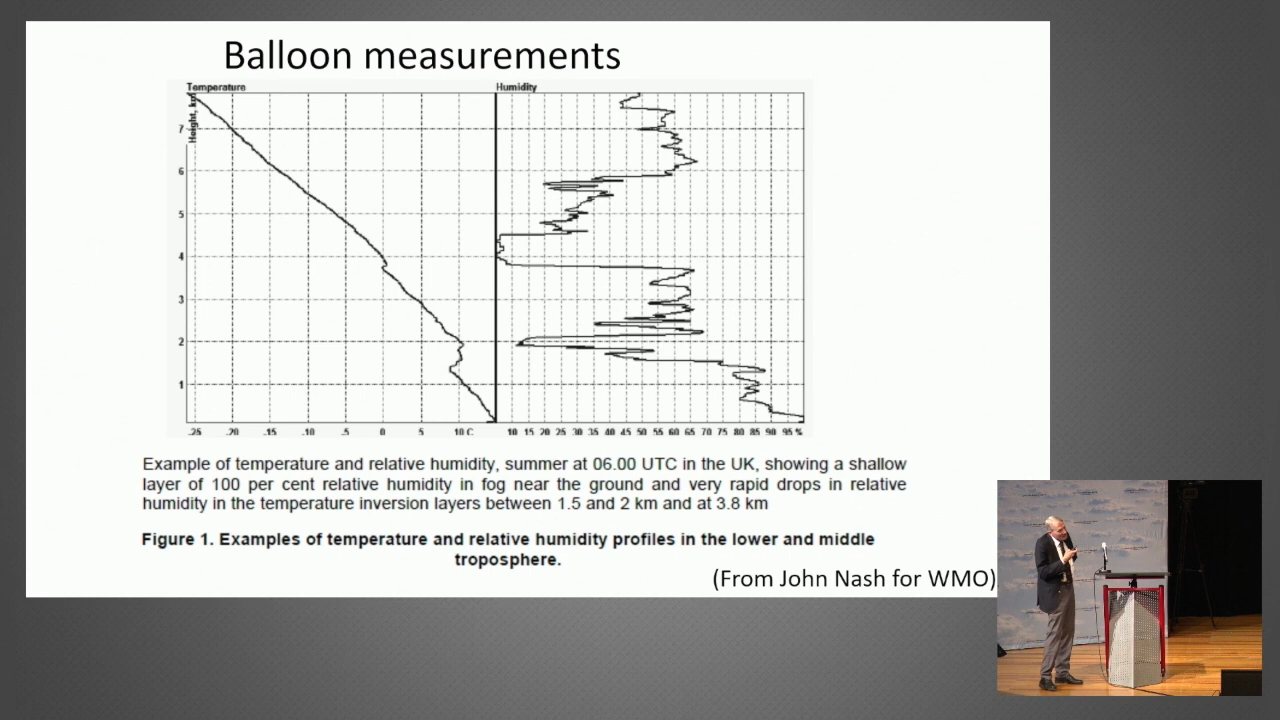 Balloon measurements
Temperature
Humidity
Height, km
7
6
5
4
3
2
1
-25 -20 -15 -10 -5 0 5 10 C
10 15 20 25 30 35 40 45 50 55 60 65 70 75 80 85 90 95 %
Example of temperature and relative humidity, summer at 06.00 UTC in the UK, showing a shallow
layer of 100 per cent relative humidity in fog near the ground and very rapid drops in relative
humidity in the temperature inversion layers between 1.5 and 2 km and at 3.8 km
Figure 1. Examples of temperature and relative humidity profiles in the lower and middle
troposphere.
(From John Nash for WMO)